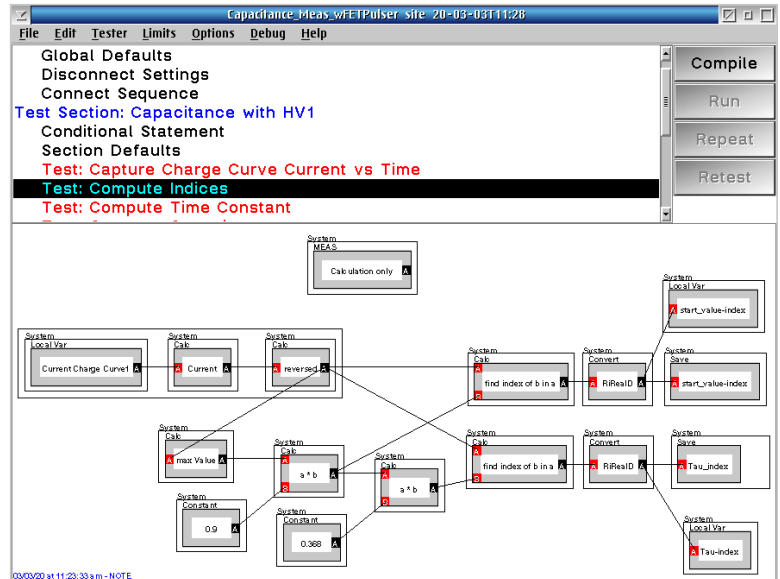 Capacitance_Meas_wFETPulser site 20-03-03T11:28
File Edit Tester Limits Options Debug Help
Global Defaults
Disconnect Settings
Connect Sequence
Test Section: Capacitance with HV1
Conditional Statement
Section Defaults
Test: Capture Charge Curve Current vs Time
Test: Compute Indices
Test: Compute Time Constant
Compile
Run
Repeat
Retest
System
MEAS
Calculation only A
System
Local Var
A start_value-index
System
Local Var
Current Charge Curvet A
System
Calc
A Current A
System
Calc
reversed A
System
Calc
A
B
find index of b in a A
System
Convert
A RiRealD A
System
Save
A start_value-index
System
Calc
A max Value A
System
Calc
A
B
a * b A
System
Calc
A
B
a * b A
System
Calc
A
B
find index of b in a A
System
Convert
A RiRealD A
System
Save
A Tau_index
System
Constant
0.9 A
System
Constant
0.368 A
System
Local Var
A Tau-index
03/03/20 at 11:23:33 am - NOTE